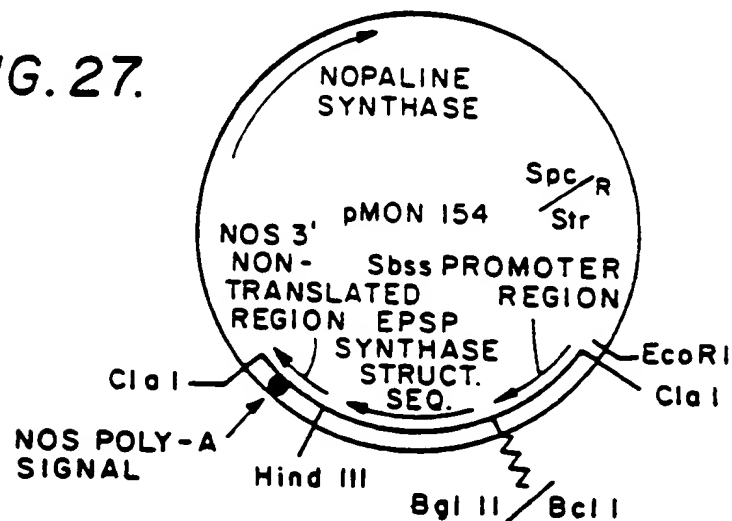 FIG. 27.
NOPALINE
SYNTHASE
Spc R
Str
pMON 154
NOS 3'
NON-
TRANSLATED
REGION
Sbss PROMOTER
REGION
EPSP
SYNTHASE
STRUCT.
SEQ.
EcoRI
Cla I
Cla I
NOS POLY-A
SIGNAL
Hind III
Bgl II / Bcl I